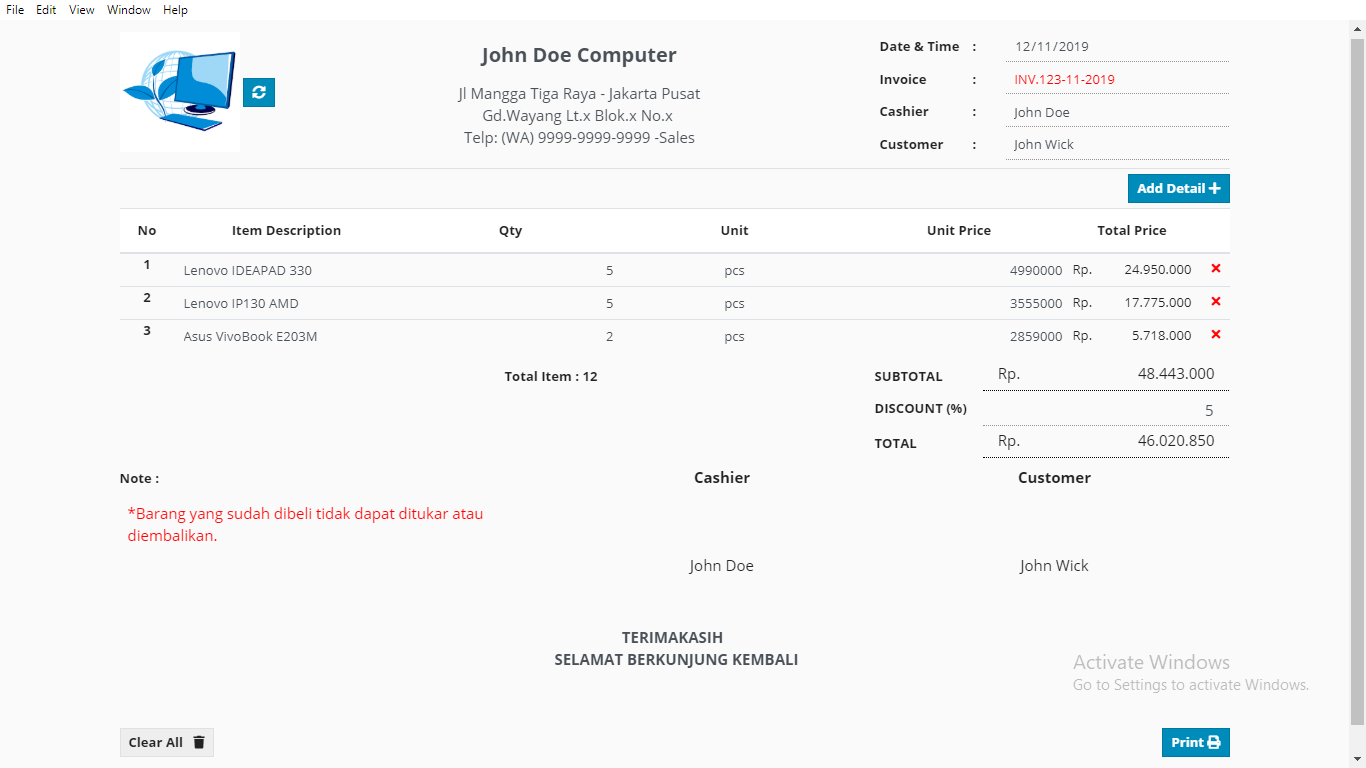 File Edit View Window Help
John Doe Computer
Jl Mangga Tiga Raya - Jakarta Pusat
Gd.Wayang Lt.x Blok.x No.x
Telp: (WA) 9999-9999-9999 -Sales
Date & Time : 12/11/2019
Invoice : INV.123-11-2019
Cashier : John Doe
Customer : John Wick
Add Detail
No Item Description Qty Unit Unit Price Total Price
1 Lenovo IDEAPAD 330 5 pcs 4990000 Rp. 24.950.000
2 Lenovo IP130 AMD 5 pcs 3555000 Rp. 17.775.000
3 Asus VivoBook E203M 2 pcs 2859000 Rp. 5.718.000
Total Item : 12
SUBTOTAL Rp. 48.443.000
DISCOUNT (%) 5
TOTAL Rp. 46.020.850
Note :
*Barang yang sudah dibeli tidak dapat ditukar atau
diembalikan.
Cashier Customer
John Doe John Wick
TERIMAKASIH
SELAMAT BERKUNJUNG KEMBALI
Activate Windows
Go to Settings to activate Windows.
Clear All Print